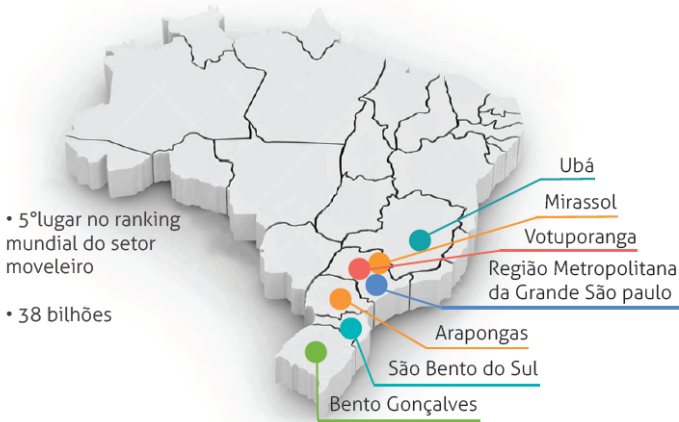 • 5°lugar no ranking
mundial do setor
moveleiro
• 38 bilhões
Ubá
Mirassol
Votuporanga
Região Metropolitana
da Grande São paulo
Arapongas
São Bento do Sul
Bento Gonçalves